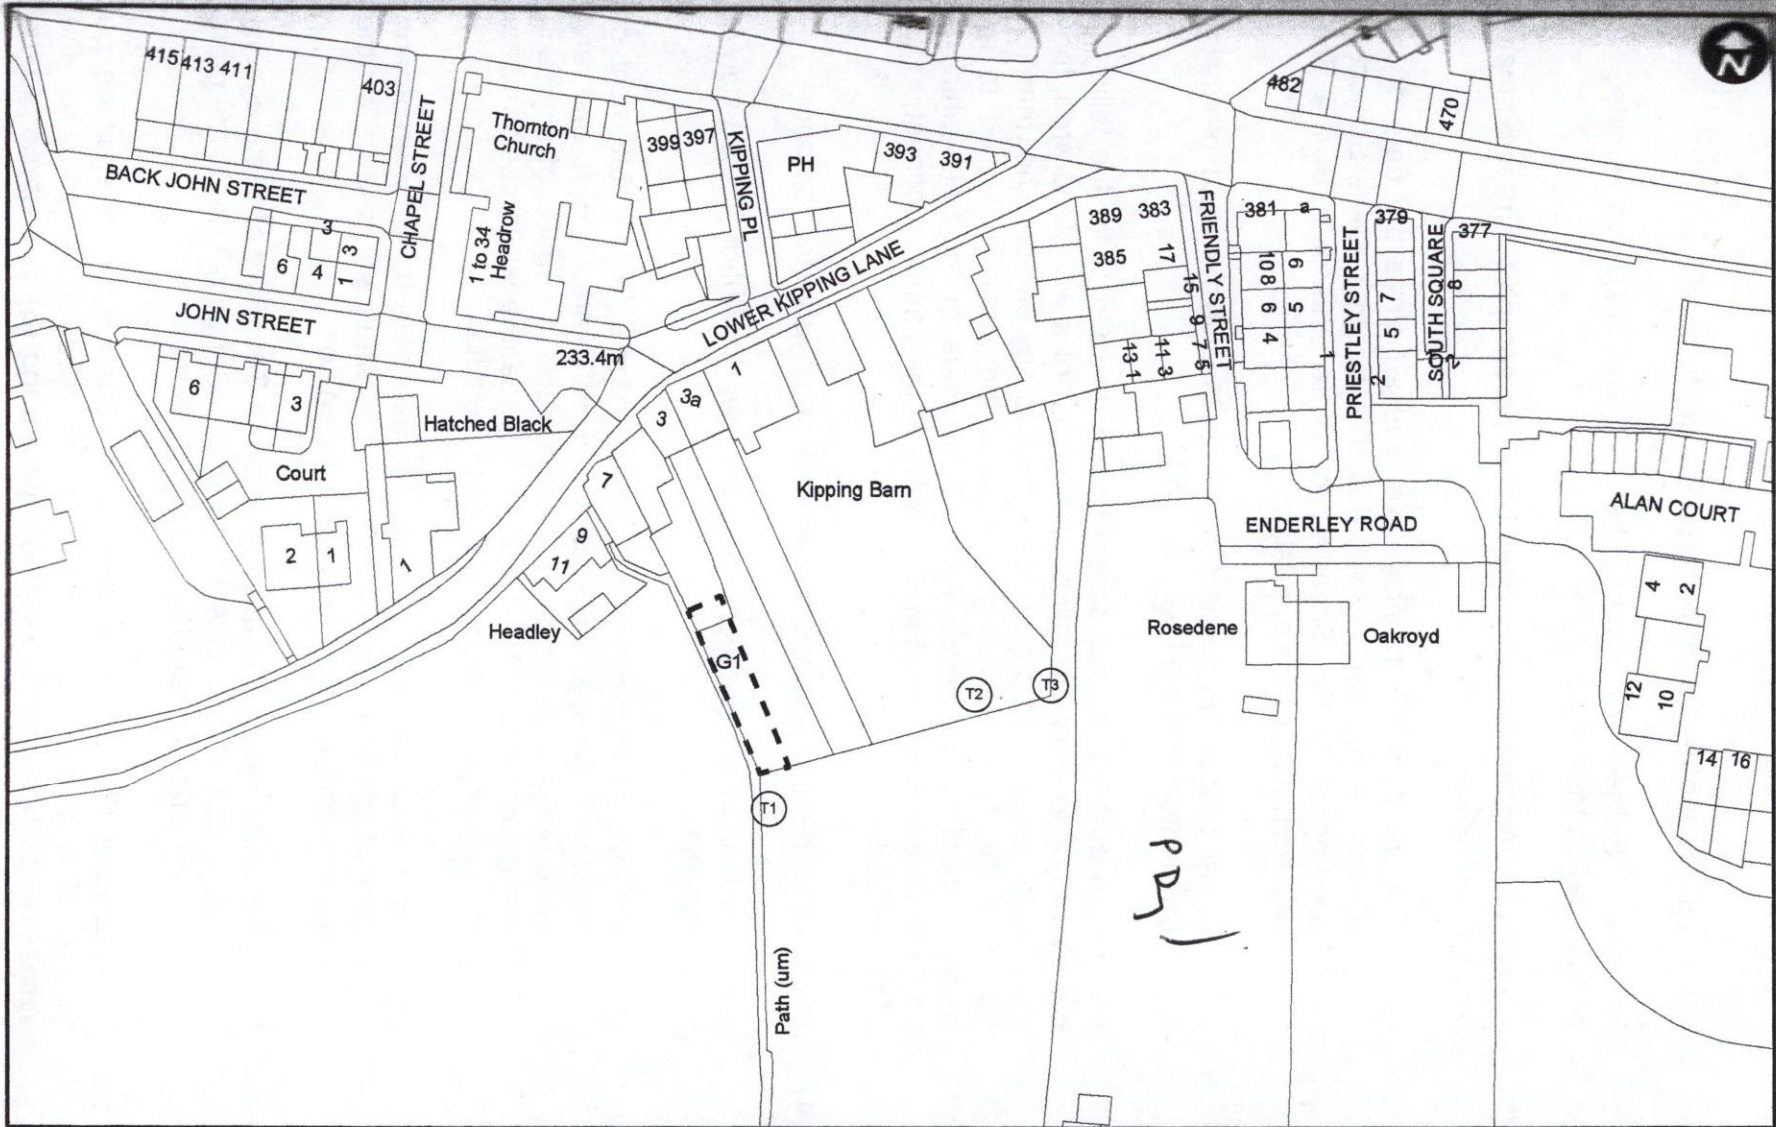 N
415
413
411
403
482
470
Thornton
Church
399
397
KIPPING PL
PH
393
391
BACK JOHN STREET
CHAPEL STREET
1 to 34
Headrow
3
3
6
4
1
JOHN STREET
LOWER KIPPING LANE
389
383
385
17
15
9
7
5
13
1
11
3
FRIENDLY STREET
381
a
10
8
6
4
9
5
1
PRIESTLEY STREET
379
7
5
2
SOUTH SQUARE
377
8
2
233.4m
6
3
Hatched Black
1
3a
3
Court
7
Kipping Barn
ALAN COURT
ENDERLEY ROAD
2
1
1
9
11
4
2
Headley
Rosedene
Oakroyd
G1
T2
T3
12
10
14
16
T1
Path (um)